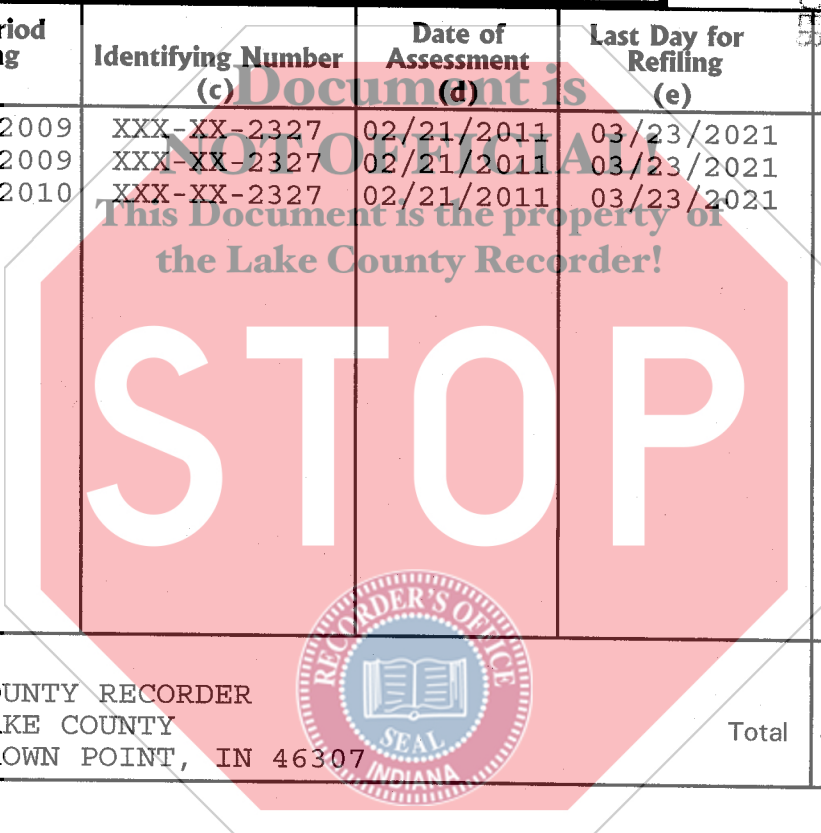 riod Identifying Number Date of Last Day for
g Assessment Refiling
(c) (d) (e)
Document is
2009 XXX-XX-2327 02/21/2011 03/23/2021
NOT OFFICIAL
2009 XXX-XX-2327 02/21/2011 03/23/2021
2010 XXX-XX-2327 02/21/2011 03/23/2021
This Document is the property of
the Lake County Recorder!
STOP
RECORDER'S OFFICE
SEAL
INDIANA
OUNTY RECORDER
AKE COUNTY
OWN POINT, IN 46307
Total